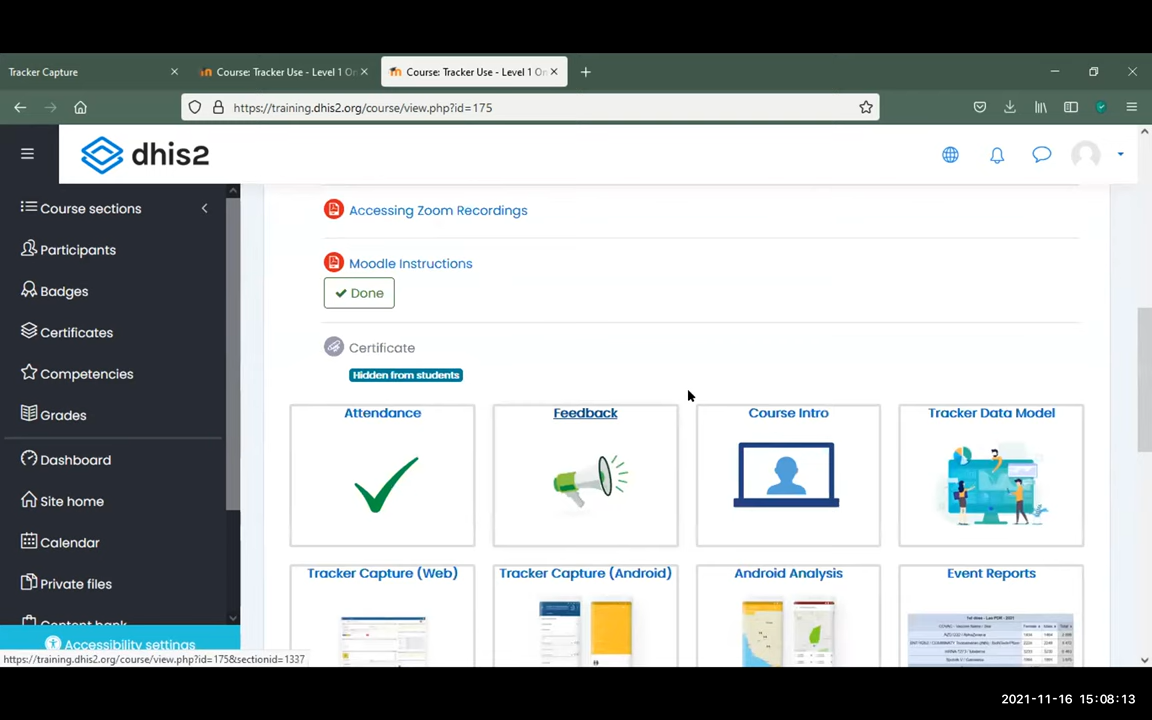 Tracker Capture
Course: Tracker Use - Level 1 On
Course: Tracker Use - Level 1 On
https://training.dhis2.org/course/view.php?id=175
dhis2
Course sections
Participants
Badges
Certificates
Competencies
Grades
Dashboard
Site home
Calendar
Private files
Content bank
Accessibility settings
Accessing Zoom Recordings
Moodle Instructions
Done
Certificate
Hidden from students
Attendance
Feedback
Course Intro
Tracker Data Model
Tracker Capture (Web)
Tracker Capture (Android)
Android Analysis
Event Reports
https://training.dhis2.org/course/view.php?id=175&sectionid=1337
2021-11-16 15:08:13